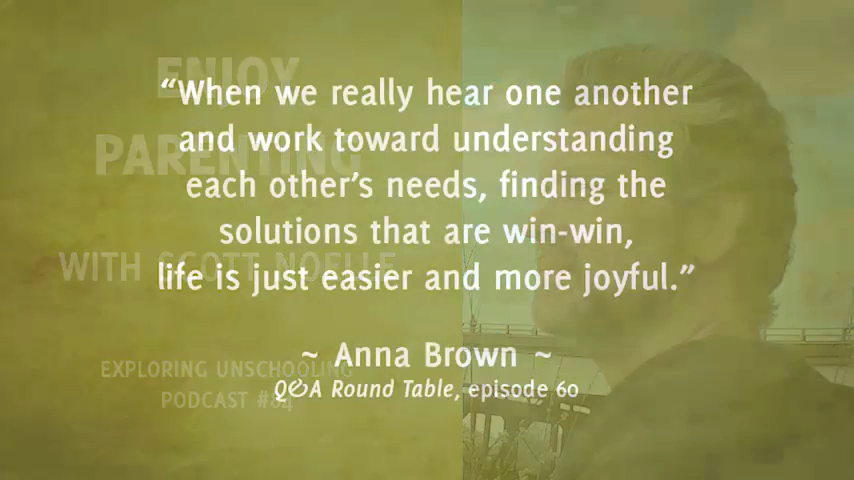 “When we really hear one another
and work toward understanding
each other’s needs, finding the
solutions that are win-win,
life is just easier and more joyful.”
~ Anna Brown ~
Q&A Round Table, episode 60
ENJOY
PARENTING
WITH SCOTT NOELLE
EXPLORING UNSCHOOLING
PODCAST #84